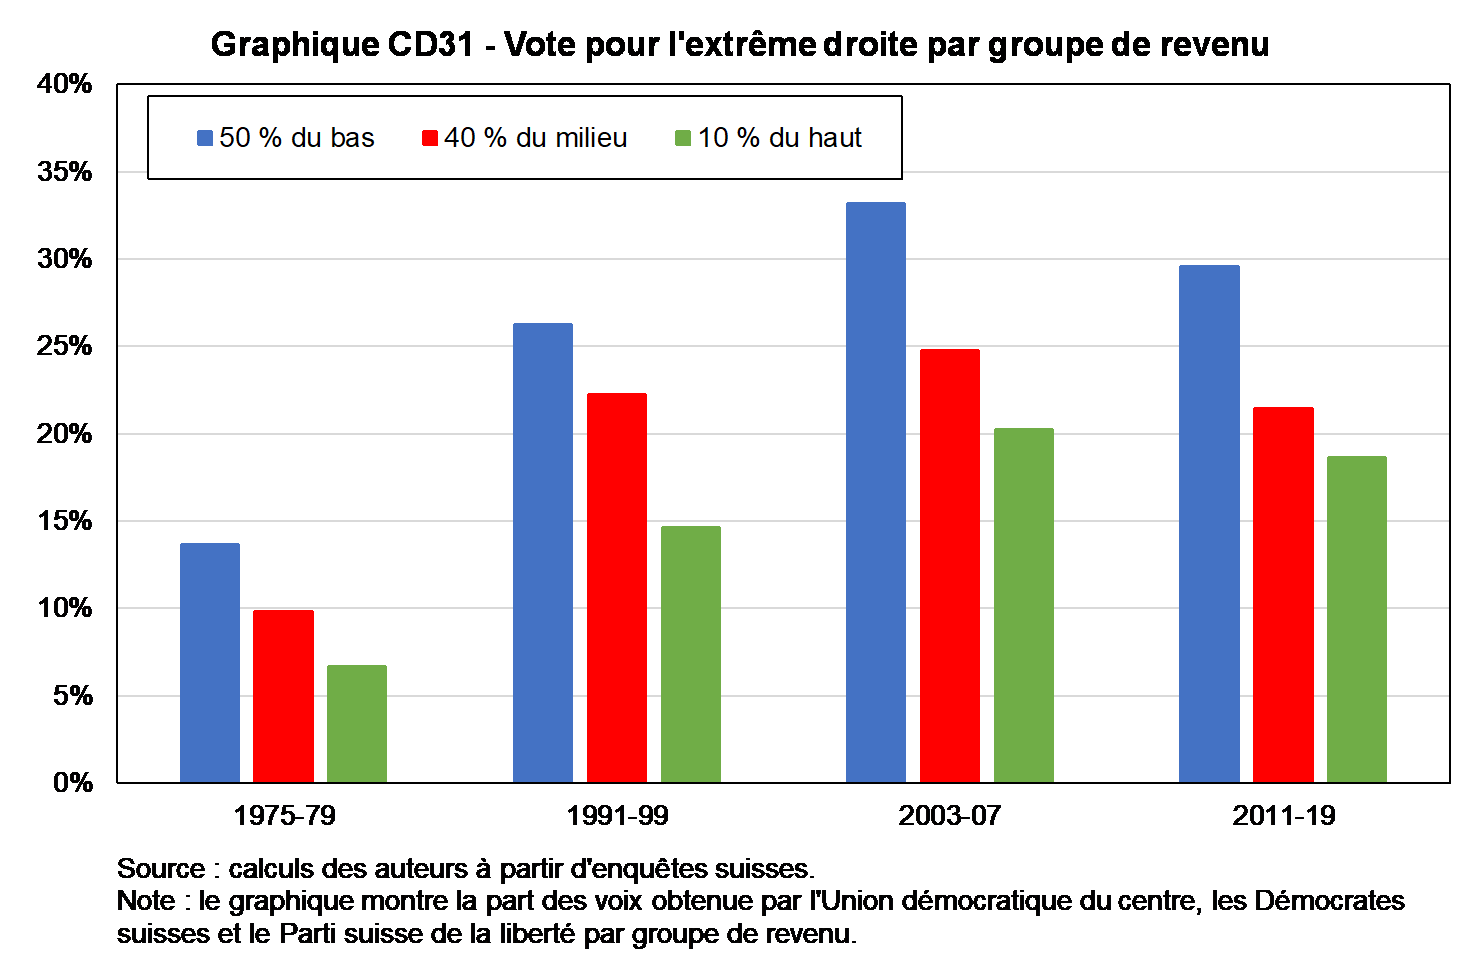 Graphique CD31 - Vote pour l'extrême droite par groupe de revenu
40%
50 % du bas 40 % du milieu 10 % du haut
35%
30%
25%
20%
15%
10%
5%
0%
1975-79 1991-99 2003-07 2011-19
Source : calculs des auteurs à partir d'enquêtes suisses.
Note : le graphique montre la part des voix obtenue par l'Union démocratique du centre, les Démocrates
suisses et le Parti suisse de la liberté par groupe de revenu.